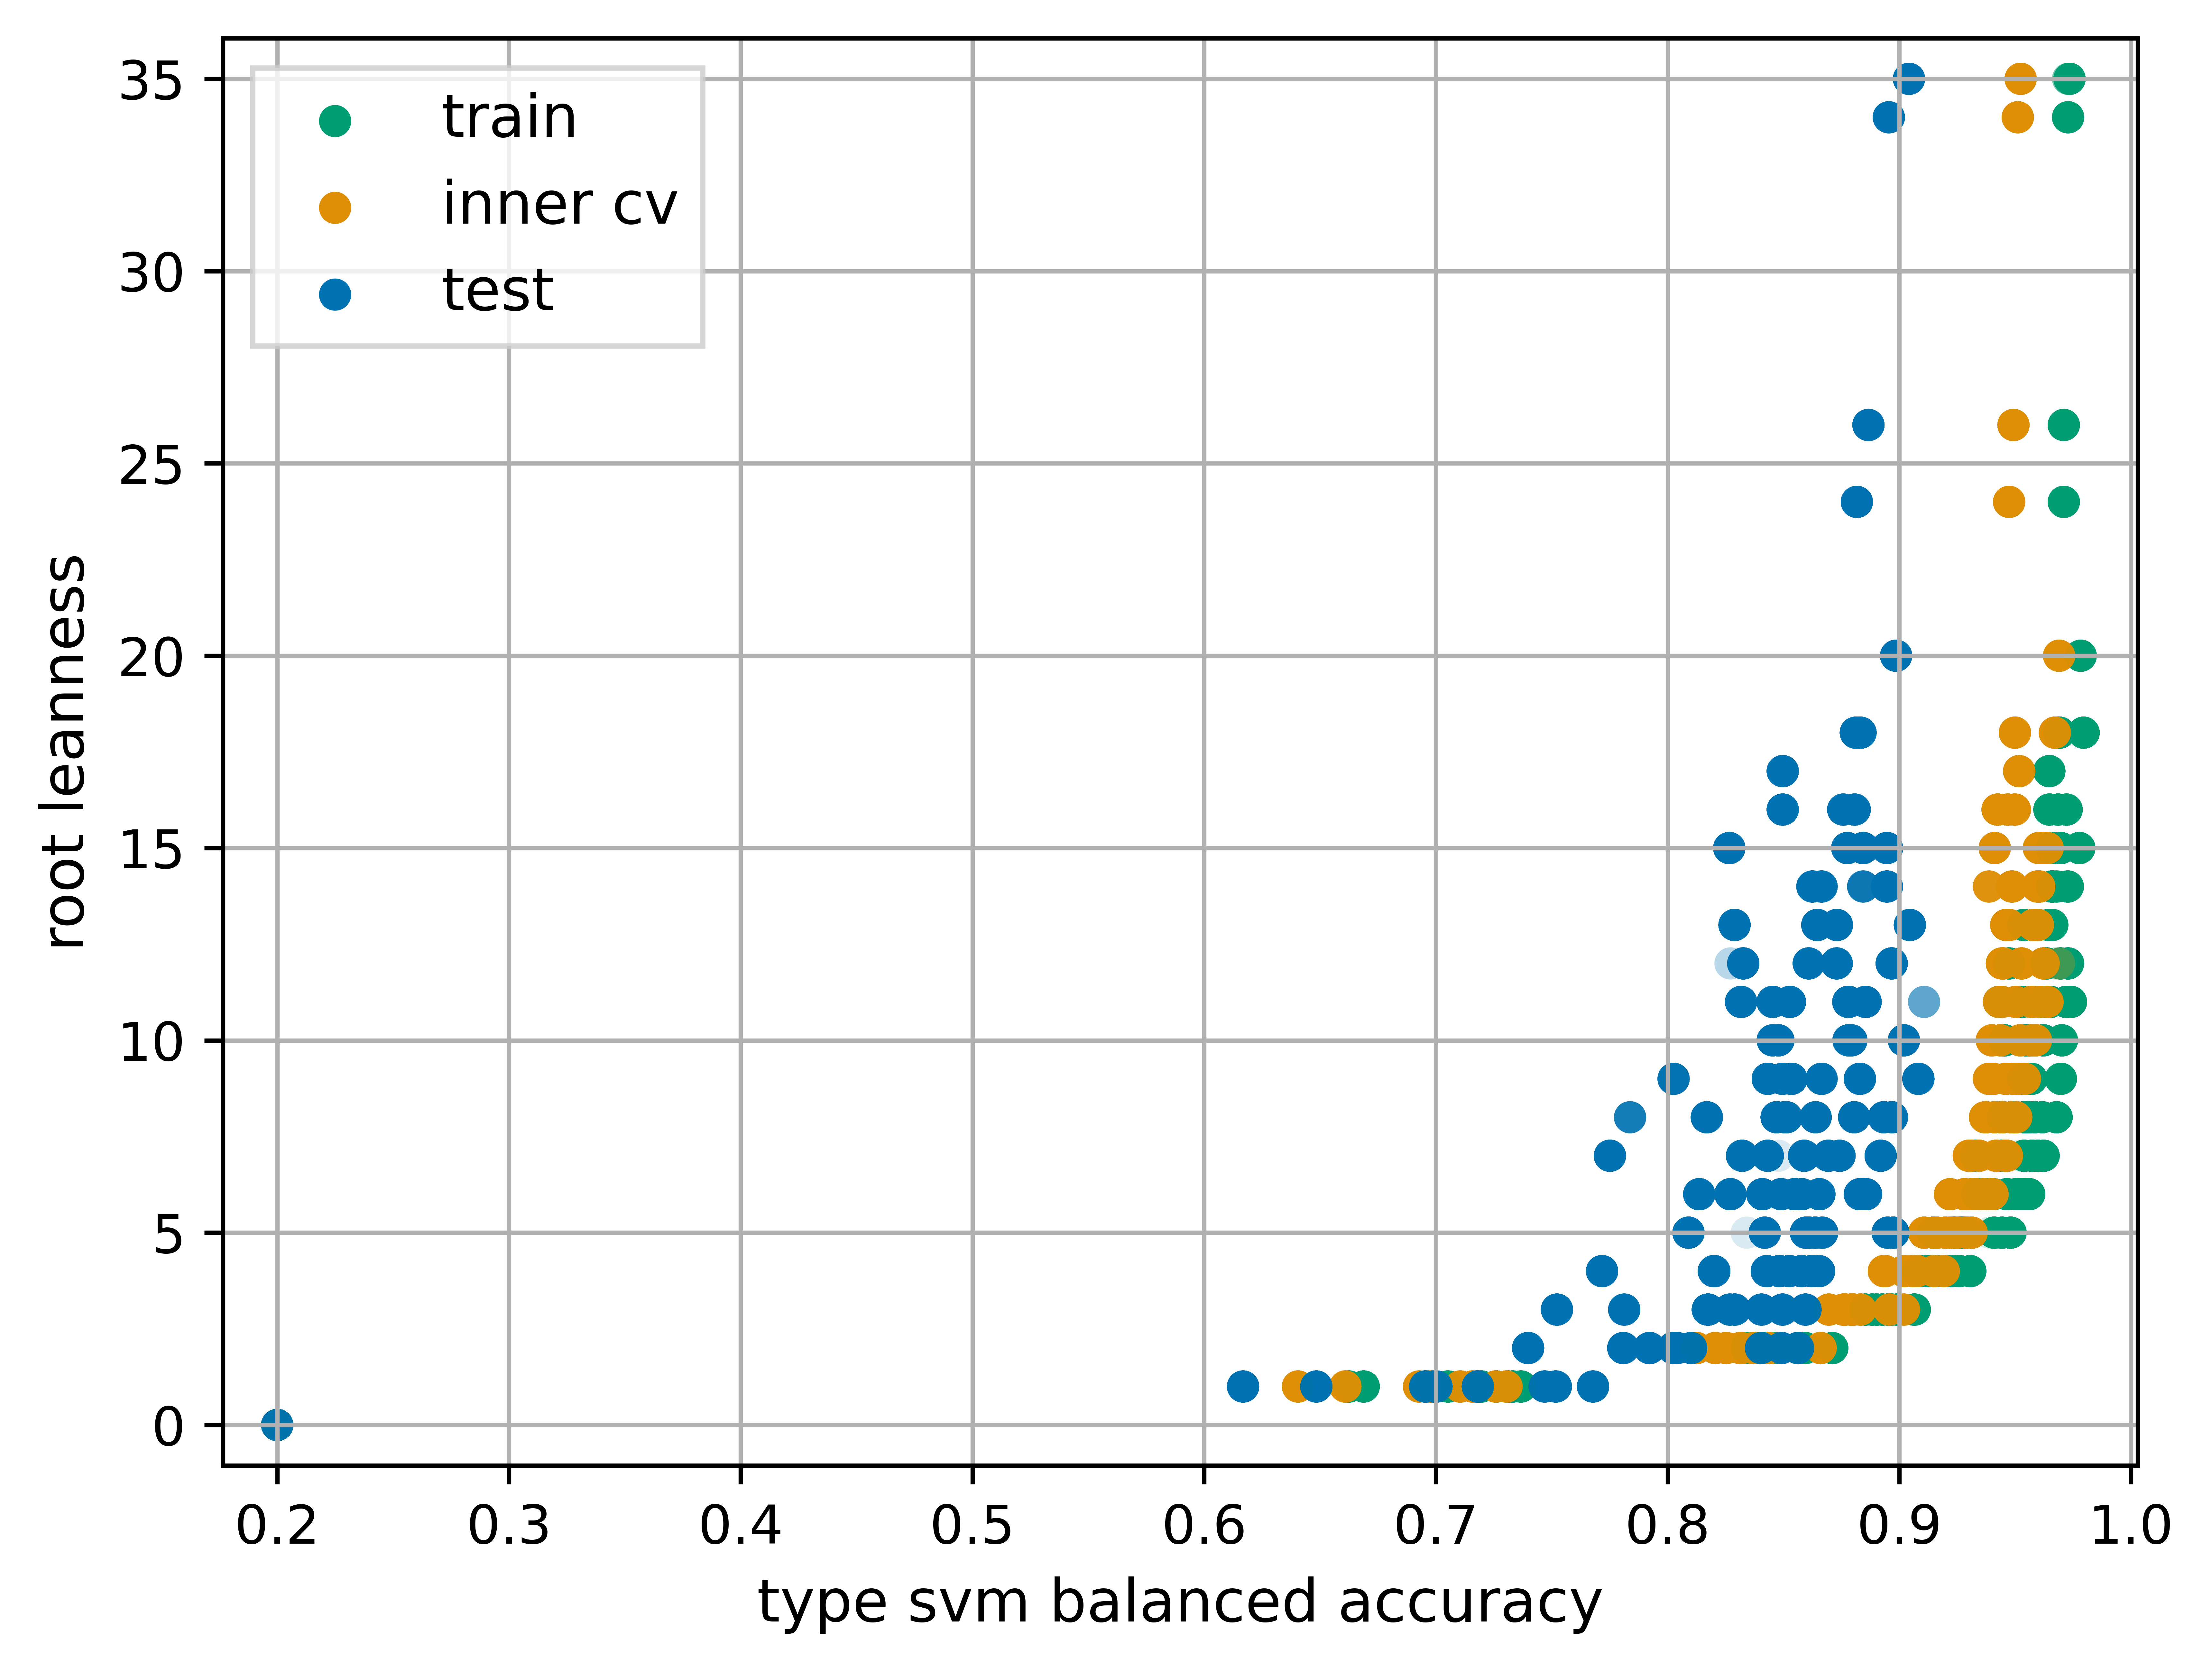 train
inner cv
test
35
30
25
20
15
10
5
0
root leanness
0.2 0.3 0.4 0.5 0.6 0.7 0.8 0.9 1.0
type svm balanced accuracy